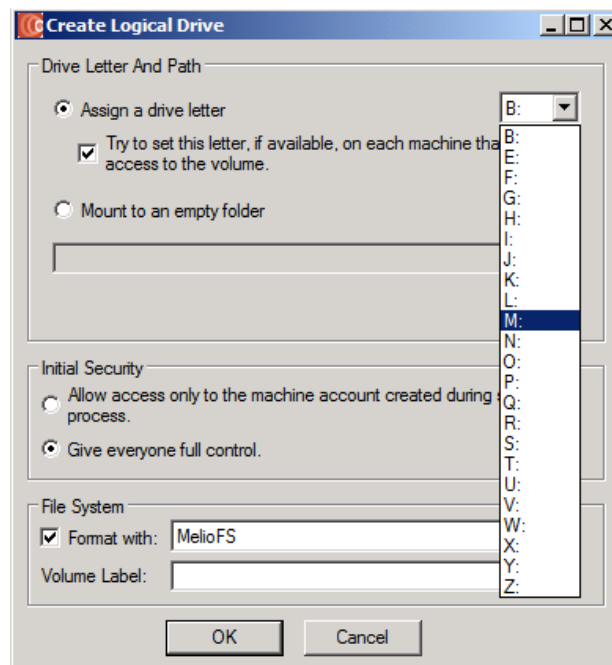 Create Logical Drive
Drive Letter And Path
Assign a drive letter
B:
Try to set this letter, if available, on each machine tha
access to the volume.
Mount to an empty folder
B:
E:
F:
G:
H:
I:
J:
K:
L:
M:
N:
O:
P:
Q:
R:
S:
T:
U:
V:
W:
X:
Y:
Z:
Initial Security
Allow access only to the machine account created during
process.
Give everyone full control.
File System
Format with:
MelioFS
Volume Label:
OK
Cancel